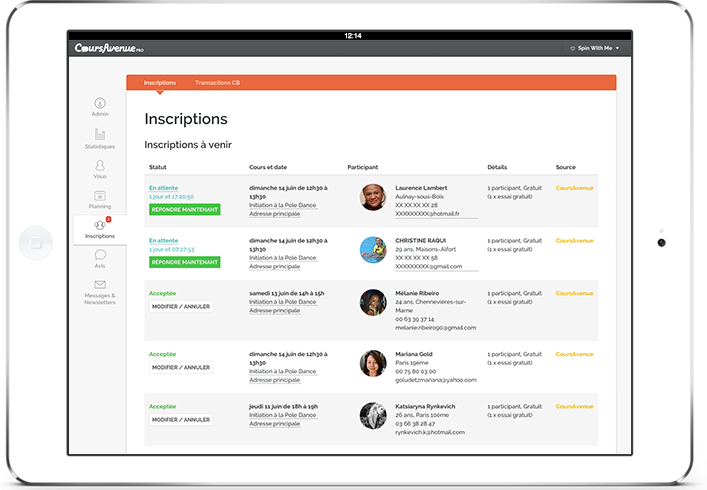 12:14
CoursAvenue PRO
Spin With Me
Inscriptions Transactions CB
Admin
Statistiques
Vous
Planning
Inscriptions
Avis
Messages &
Newsletters
Inscriptions
Inscriptions à venir
Statut Cours et date Participant Détails Source
En attente dimanche 14 juin de 12h30 à Laurence Lambert 1 participant, Gratuit CoursAvenue
1 jour et 17:20:50 13h30 Aulnay-sous-Bois (1 x essai gratuit)
RÉPONDRE MAINTENANT Initiation à la Pole Dance XX XX XX XX 28
Adresse principale XXXXXXXXX@hotmail.fr
En attente dimanche 14 juin de 12h30 à CHRISTINE RAQUI 1 participant, Gratuit CoursAvenue
1 jour et 07:27:53 13h30 29 ans, Maisons-Alfort (1 x essai gratuit)
RÉPONDRE MAINTENANT Initiation à la Pole Dance XX XX XX XX 58
Adresse principale XXXXXXXXX@gmail.com
Acceptée samedi 13 juin de 14h à 15h Mélanie Ribeiro 1 participant, Gratuit CoursAvenue
MODIFIER / ANNULER Initiation à la Pole Dance 24 ans, Chennevières-sur- (1 x essai gratuit)
Adresse principale Marne
00 63 39 37 14
melanie.ribeiro90@gmail.com
Acceptée dimanche 14 juin de 12h30 à Mariana Gold 1 participant, Gratuit CoursAvenue
MODIFIER / ANNULER 13h30 Paris 19ème (1 x essai gratuit)
Initiation à la Pole Dance 00 75 80 03 00
Adresse principale goludetzmariana@yahoo.com
Acceptée jeudi 11 juin de 18h à 19h Katsiaryna Rynkevich 1 participant, Gratuit CoursAvenue
MODIFIER / ANNULER Initiation à la Pole Dance 26 ans, Paris 10ème (1 x essai gratuit)
Adresse principale 03 66 38 28 47
rynkevich.k@hotmail.com